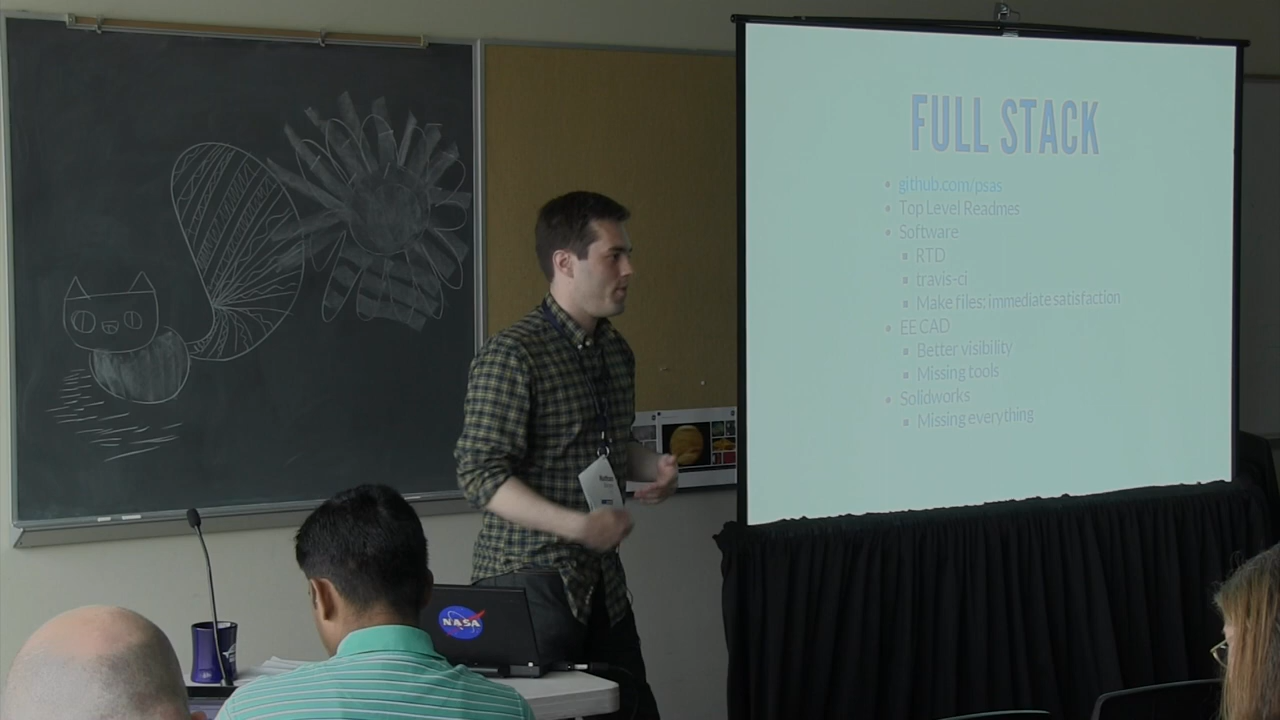 FULL STACK
github.com/psas
Top Level Readmes
Software
RTD
travis-ci
Make files: immediate satisfaction
EE CAD
Better visibility
Missing tools
Solidworks
Missing everything
NASA